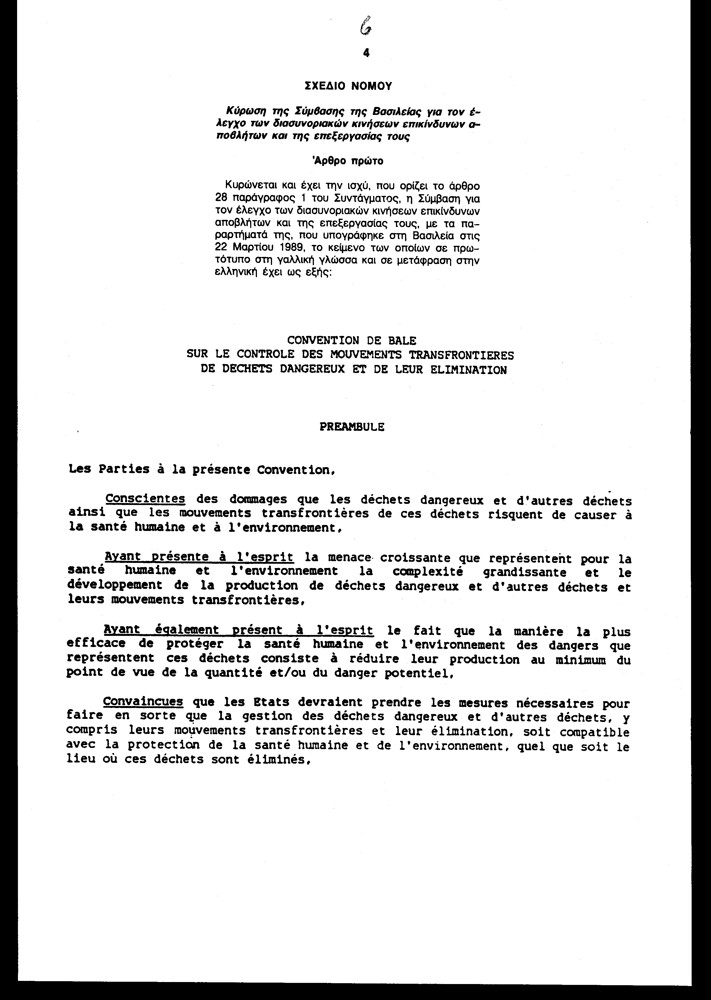 6
4
ΣΧΕΔΙΟ ΝΟΜΟΥ
Κύρωση της Σύμβασης της Βασιλείας για τον έ-
λεγχο των διασυνοριακών κινήσεων επικίνδυνων α-
ποβλήτων και της επεξεργασίας τους
Άρθρο πρώτο
Κυρώνεται και έχει την ισχύ, που ορίζει το άρθρο
28 παράγραφος 1 του Συντάγματος, η Σύμβαση για
τον έλεγχο των διασυνοριακών κινήσεων επικίνδυνων
αποβλήτων και της επεξεργασίας τους, με τα πα-
ραρτήματά της, που υπογράφηκε στη Βασιλεία στις
22 Μαρτίου 1989, το κείμενο των οποίων σε πρω-
τότυπο στη γαλλική γλώσσα και σε μετάφραση στην
ελληνική έχει ως εξής:
CONVENTION DE BALE
SUR LE CONTROLE DES MOUVEMENTS TRANSFRONTIERES
DE DECHETS DANGEREUX ET DE LEUR ELIMINATION
PREAMBULE
Les Parties à la présente Convention,
Conscientes des dommages que les déchets dangereux et d'autres déchets
ainsi que les mouvements transfrontières de ces déchets risquent de causer à
la santé humaine et à l'environnement,
Ayant présente à l'esprit la menace croissante que représentent pour la
santé humaine et l'environnement la complexité grandissante et le
développement de la production de déchets dangereux et d'autres déchets et
leurs mouvements transfrontières,
Ayant également présent à l'esprit le fait que la manière la plus
efficace de protéger la santé humaine et l'environnement des dangers que
représentent ces déchets consiste à réduire leur production au minimum du
point de vue de la quantité et/ou du danger potentiel,
Convaincues que les Etats devraient prendre les mesures nécessaires pour
faire en sorte que la gestion des déchets dangereux et d'autres déchets, y
compris leurs mouvements transfrontières et leur élimination, soit compatible
avec la protection de la santé humaine et de l'environnement, quel que soit le
lieu où ces déchets sont éliminés,